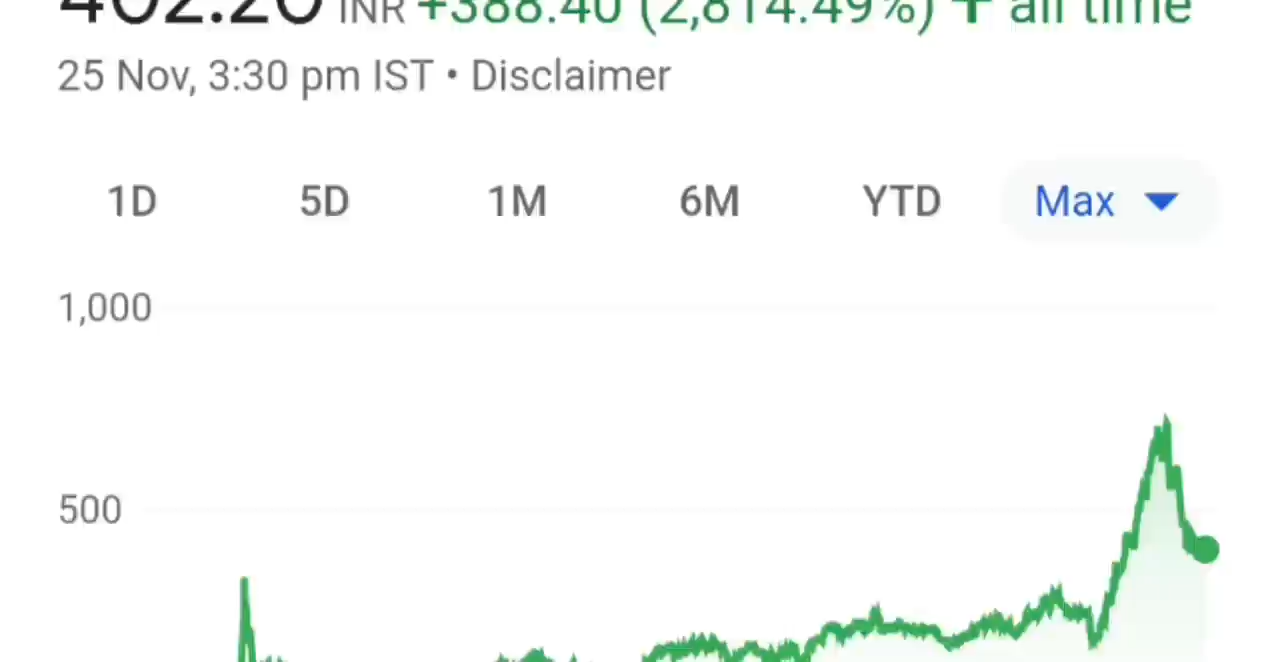 402.20 INR +388.40 (2,814.49%) ↑ all time
25 Nov, 3:30 pm IST • Disclaimer
1D 5D 1M 6M YTD Max
1,000
500